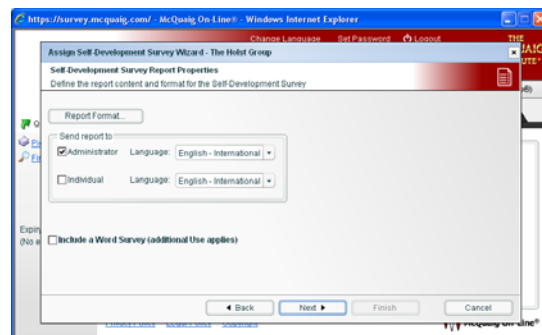 https://survey.mcquaig.com/ - McQuaig On-Line® - Windows Internet Explorer
Change Language Set Password Logout
THE
Assign Self-Development Survey Wizard - The Holst Group
Self-Development Survey Report Properties
Define the report content and format for the Self-Development Survey
Report Format...
Send report to
Administrator Language: English - International
Individual Language: English - International
Expiry
(No e
Include a Word Survey (additional Use applies)
Back Next Finish Cancel
McQuaig On-Line®